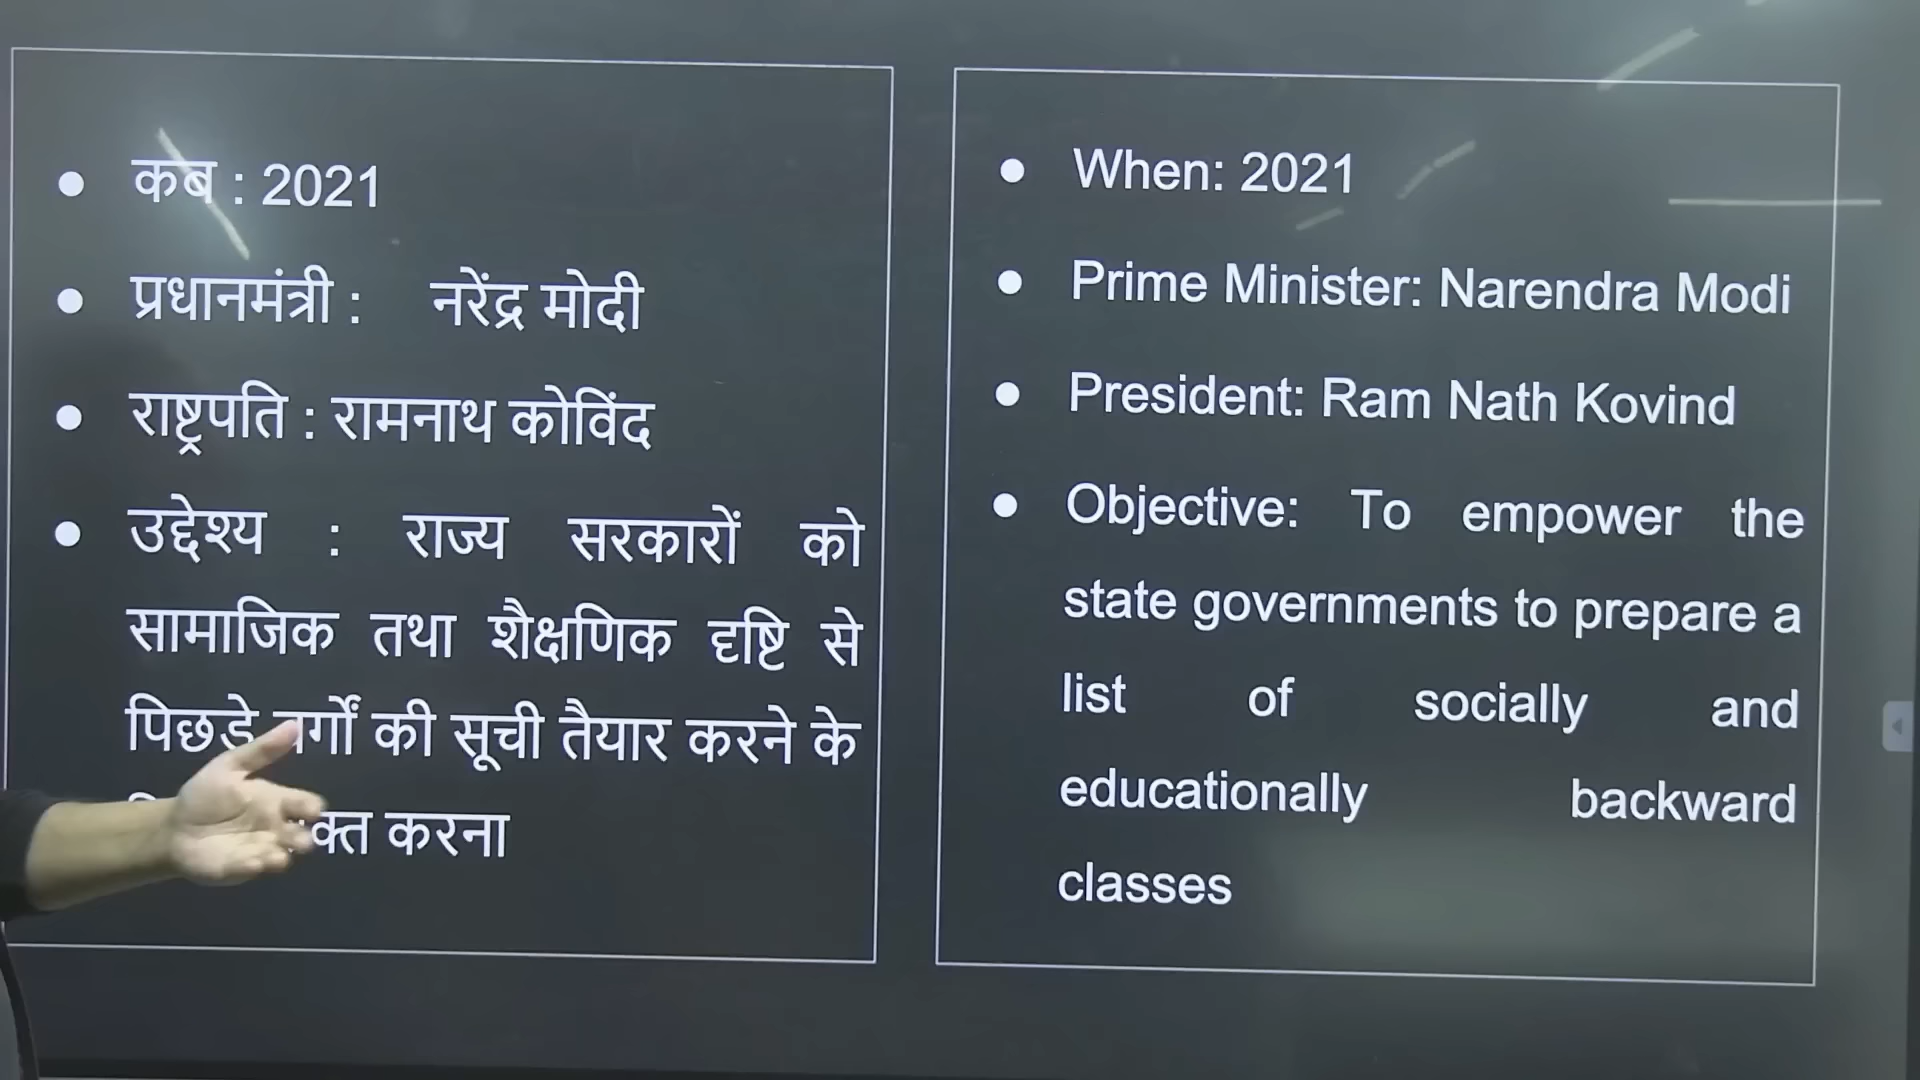 कब : 2021
प्रधानमंत्री : नरेंद्र मोदी
राष्ट्रपति : रामनाथ कोविंद
उद्देश्य : राज्य सरकारों को
सामाजिक तथा शैक्षणिक दृष्टि से
पिछड़े की सूची तैयार करने के
करना
When: 2021
Prime Minister: Narendra Modi
President: Ram Nath Kovind
Objective: To empower the
state governments to prepare a
list of socially and
educationally backward
classes